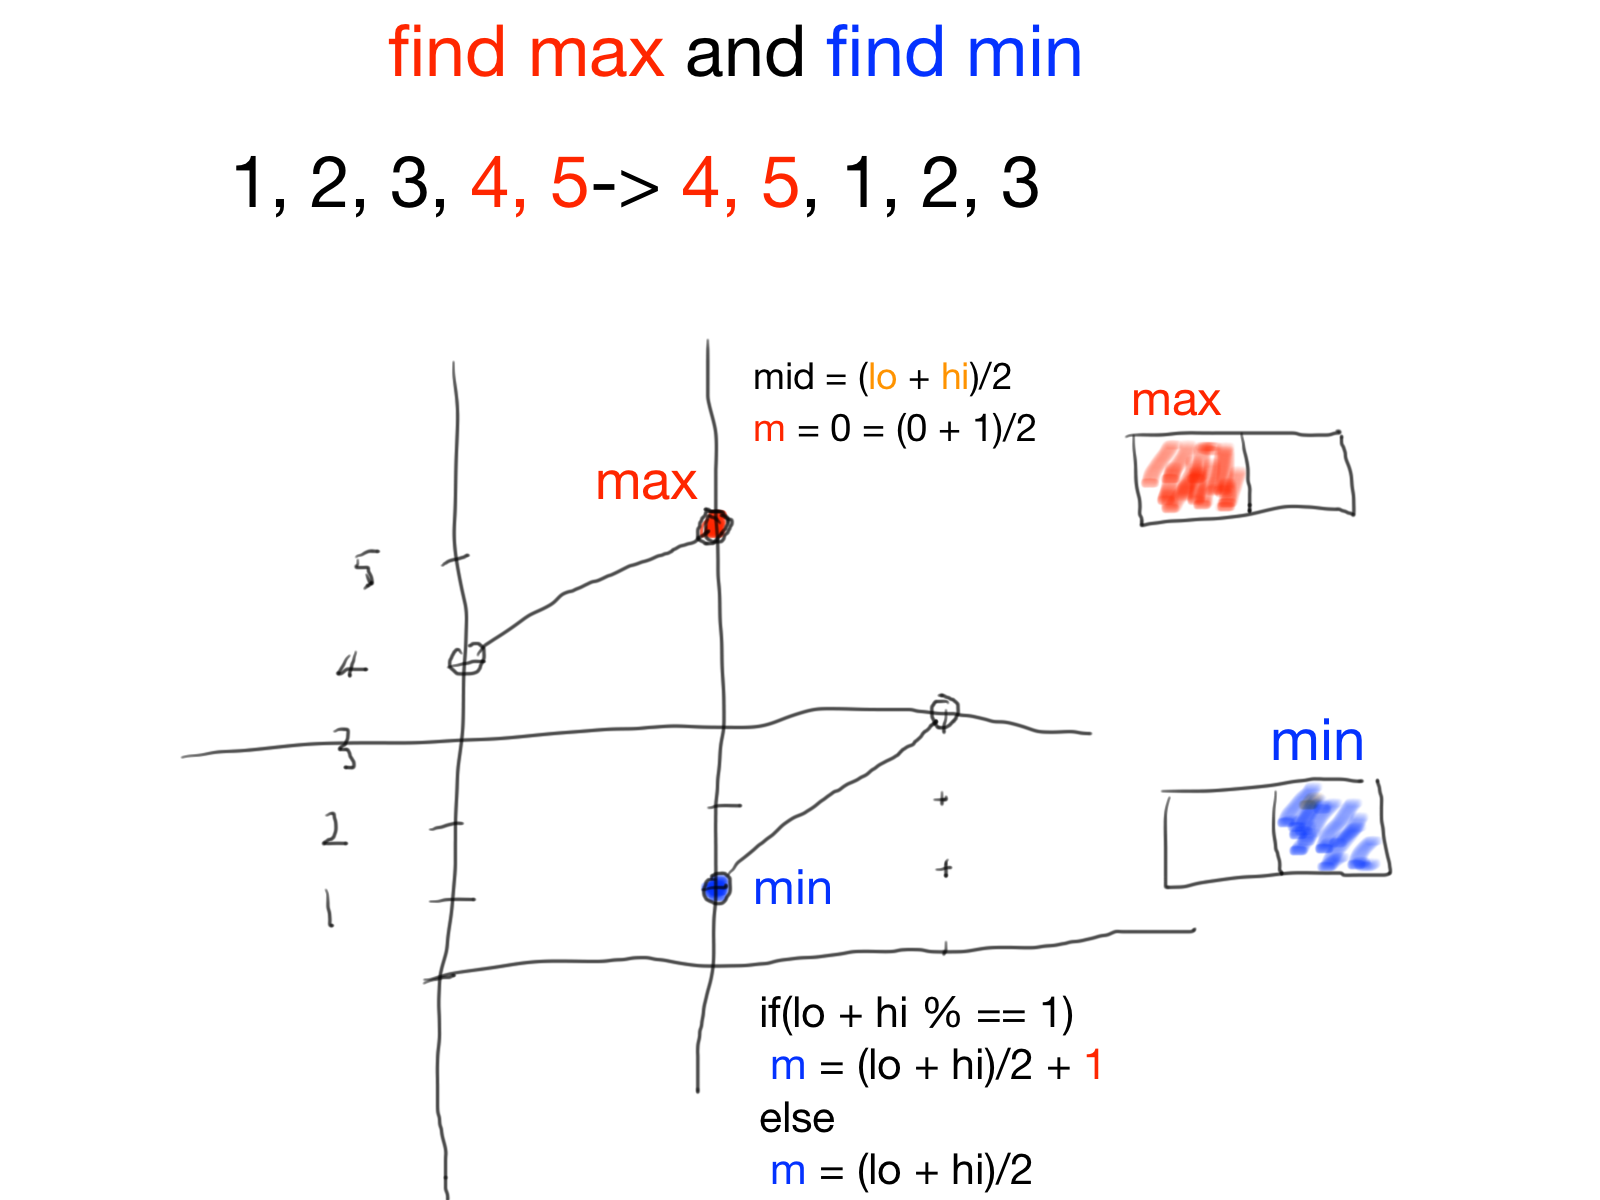 find max and find min
1, 2, 3, 4, 5-> 4, 5, 1, 2, 3
mid = (lo + hi)/2
m = 0 = (0 + 1)/2
max
max
5
4
3
2
1
min
min
if(lo + hi % == 1)
m = (lo + hi)/2 + 1
else
m = (lo + hi)/2